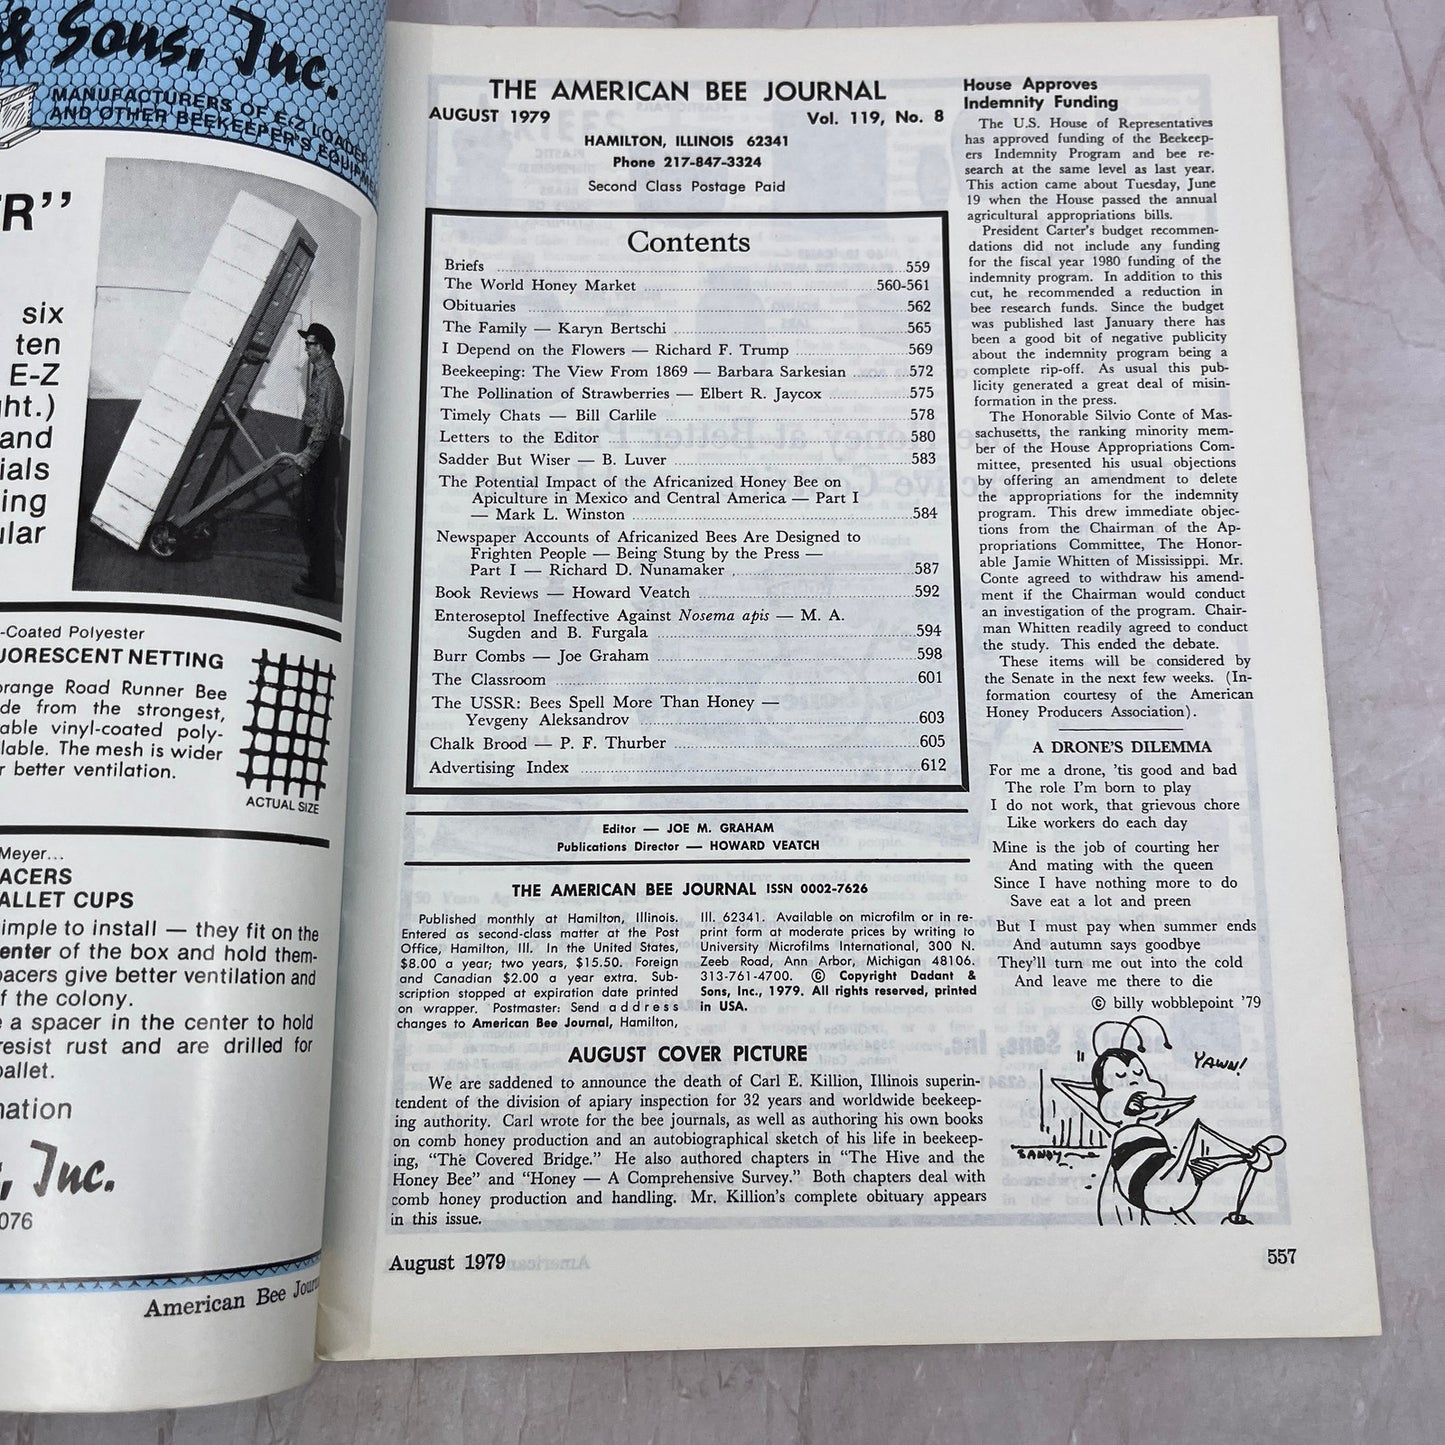 & Sons, Inc.
MANUFACTURERS OF E-Z LOADER
AND OTHER BEEKEEPER'S EQUIPME
R”
six
ten
E-Z
ht.)
and
ials
ing
ular
-Coated Polyester
UORESCENT NETTING
orange Road Runner Bee
de from the strongest,
able vinyl-coated poly-
lable. The mesh is wider
r better ventilation.
ACTUAL SIZE
Meyer...
ACERS
ALLET CUPS
imple to install — they fit on the
enter of the box and hold them-
pacers give better ventilation and
f the colony.
e a spacer in the center to hold
resist rust and are drilled for
pallet.
mation
, Inc.
076
American Bee Journ
THE AMERICAN BEE JOURNAL
AUGUST 1979 Vol. 119, No. 8
HAMILTON, ILLINOIS 62341
Phone 217-847-3324
Second Class Postage Paid
Contents
Briefs 559
The World Honey Market 560-561
Obituaries 562
The Family — Karyn Bertschi 565
I Depend on the Flowers — Richard F. Trump 569
Beekeeping: The View From 1869 — Barbara Sarkesian 572
The Pollination of Strawberries — Elbert R. Jaycox 575
Timely Chats — Bill Carlile 578
Letters to the Editor 580
Sadder But Wiser — B. Luver 583
The Potential Impact of the Africanized Honey Bee on
Apiculture in Mexico and Central America — Part I
— Mark L. Winston 584
Newspaper Accounts of Africanized Bees Are Designed to
Frighten People — Being Stung by the Press —
Part I — Richard D. Nunamaker 587
Book Reviews — Howard Veatch 592
Enteroseptol Ineffective Against Nosema apis — M. A.
Sugden and B. Furgala 594
Burr Combs — Joe Graham 598
The Classroom 601
The USSR: Bees Spell More Than Honey —
Yevgeny Aleksandrov 603
Chalk Brood — P. F. Thurber 605
Advertising Index 612
Editor — JOE M. GRAHAM
Publications Director — HOWARD VEATCH
THE AMERICAN BEE JOURNAL ISSN 0002-7626
Published monthly at Hamilton, Illinois.
Entered as second-class matter at the Post
Office, Hamilton, Ill. In the United States,
$8.00 a year; two years, $15.50. Foreign
and Canadian $2.00 a year extra. Sub-
scription stopped at expiration date printed
on wrapper. Postmaster: Send address
changes to American Bee Journal, Hamilton,
Ill. 62341. Available on microfilm or in re-
print form at moderate prices by writing to
University Microfilms International, 300 N.
Zeeb Road, Ann Arbor, Michigan 48106.
313-761-4700. © Copyright Dadant &
Sons, Inc., 1979. All rights reserved, printed
in USA.
AUGUST COVER PICTURE
We are saddened to announce the death of Carl E. Killion, Illinois superin-
tendent of the division of apiary inspection for 32 years and worldwide beekeep-
ing authority. Carl wrote for the bee journals, as well as authoring his own books
on comb honey production and an autobiographical sketch of his life in beekeep-
ing, “The Covered Bridge.” He also authored chapters in “The Hive and the
Honey Bee” and “Honey — A Comprehensive Survey.” Both chapters deal with
comb honey production and handling. Mr. Killion’s complete obituary appears
in this issue.
House Approves
Indemnity Funding
The U.S. House of Representatives
has approved funding of the Beekeep-
ers Indemnity Program and bee re-
search at the same level as last year.
This action came about Tuesday, June
19 when the House passed the annual
agricultural appropriations bills.
President Carter's budget recommen-
dations did not include any funding
for the fiscal year 1980 funding of the
indemnity program. In addition to this
cut, he recommended a reduction in
bee research funds. Since the budget
was published last January there has
been a good bit of negative publicity
about the indemnity program being a
complete rip-off. As usual this pub-
licity generated a great deal of misin-
formation in the press.
The Honorable Silvio Conte of Mas-
sachusetts, the ranking minority mem-
ber of the House Appropriations Com-
mittee, presented his usual objections
by offering an amendment to delete
the appropriations for the indemnity
program. This drew immediate objec-
tions from the Chairman of the Ap-
propriations Committee, The Honor-
able Jamie Whitten of Mississippi. Mr.
Conte agreed to withdraw his amend-
ment if the Chairman would conduct
an investigation of the program. Chair-
man Whitten readily agreed to conduct
the study. This ended the debate.
These items will be considered by
the Senate in the next few weeks. (In-
formation courtesy of the American
Honey Producers Association).
A DRONE'S DILEMMA
For me a drone, 'tis good and bad
The role I'm born to play
I do not work, that grievous chore
Like workers do each day
Mine is the job of courting her
And mating with the queen
Since I have nothing more to do
Save eat a lot and preen
But I must pay when summer ends
And autumn says goodbye
They'll turn me out into the cold
And leave me there to die
© billy wobblepoint '79
YAWN!
SANDY
August 1979 557